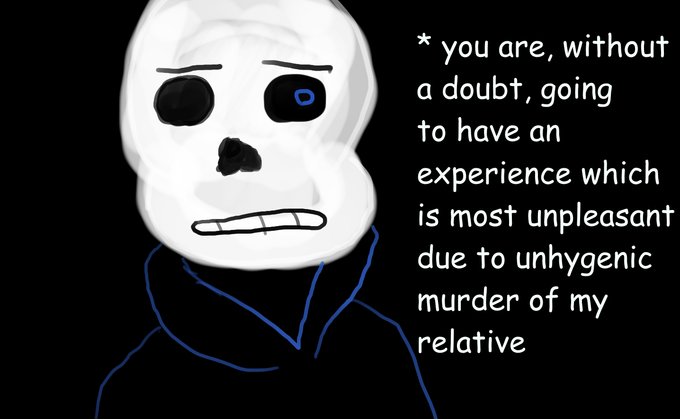 * you are, without
a doubt, going
to have an
experience which
is most unpleasant
due to unhygenic
murder of my
relative